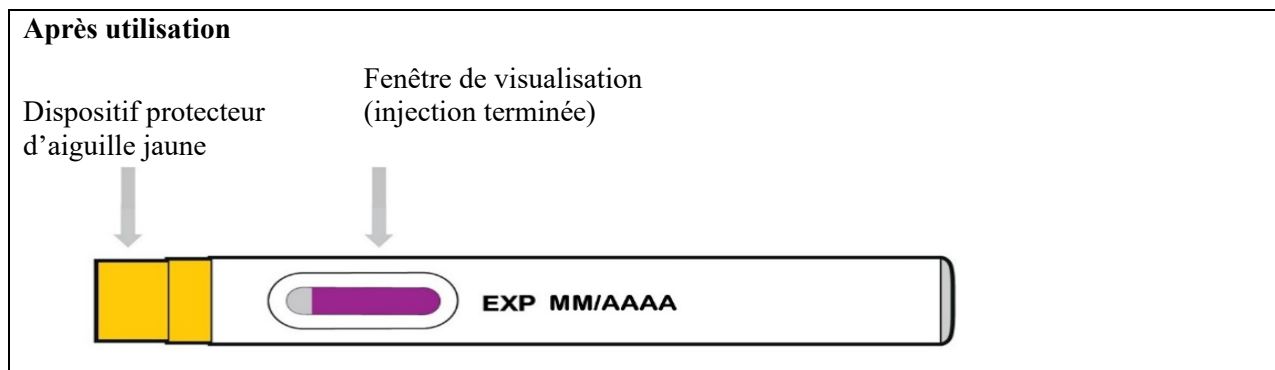 Après utilisation
Dispositif protecteur
d’aiguille jaune
Fenêtre de visualisation
(injection terminée)
EXP MM/AAAA